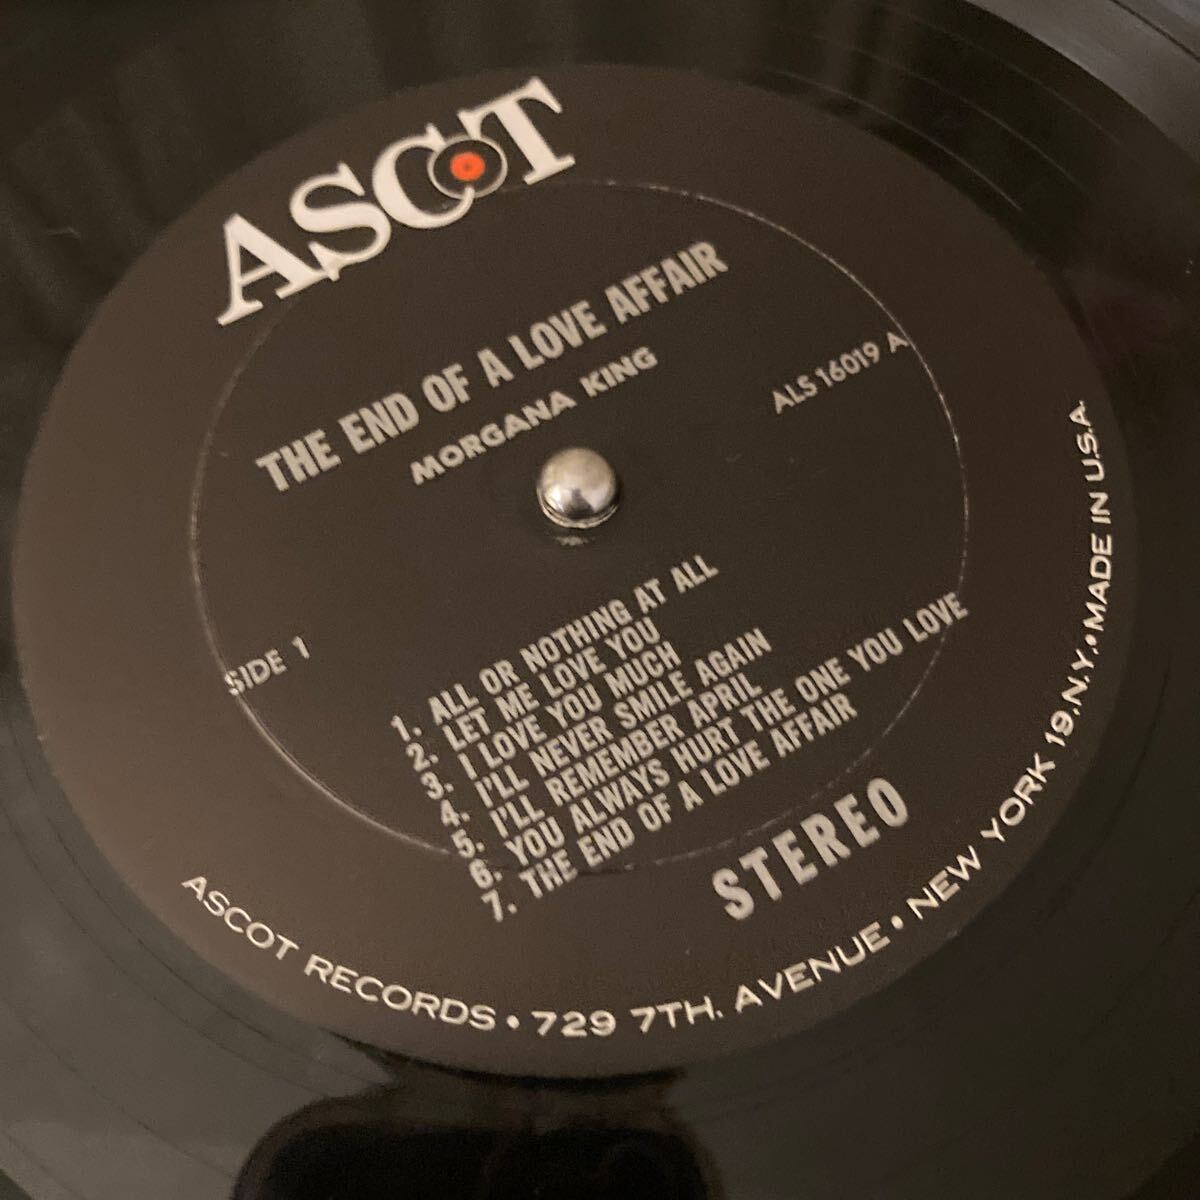 ASCOT
THE END OF A LOVE AFFAIR
MORGANA KING
ALS 16019 A
SIDE 1
1. ALL OR NOTHING AT ALL
2. LET ME LOVE YOU
3. I LOVE YOU MUCH
4. I'LL NEVER SMILE AGAIN
5. I'LL REMEMBER APRIL
6. YOU ALWAYS HURT THE ONE YOU LOVE
7. THE END OF A LOVE AFFAIR
STEREO
ASCOT RECORDS • 729 7TH. AVENUE • NEW YORK 19, N.Y. • MADE IN U.S.A.